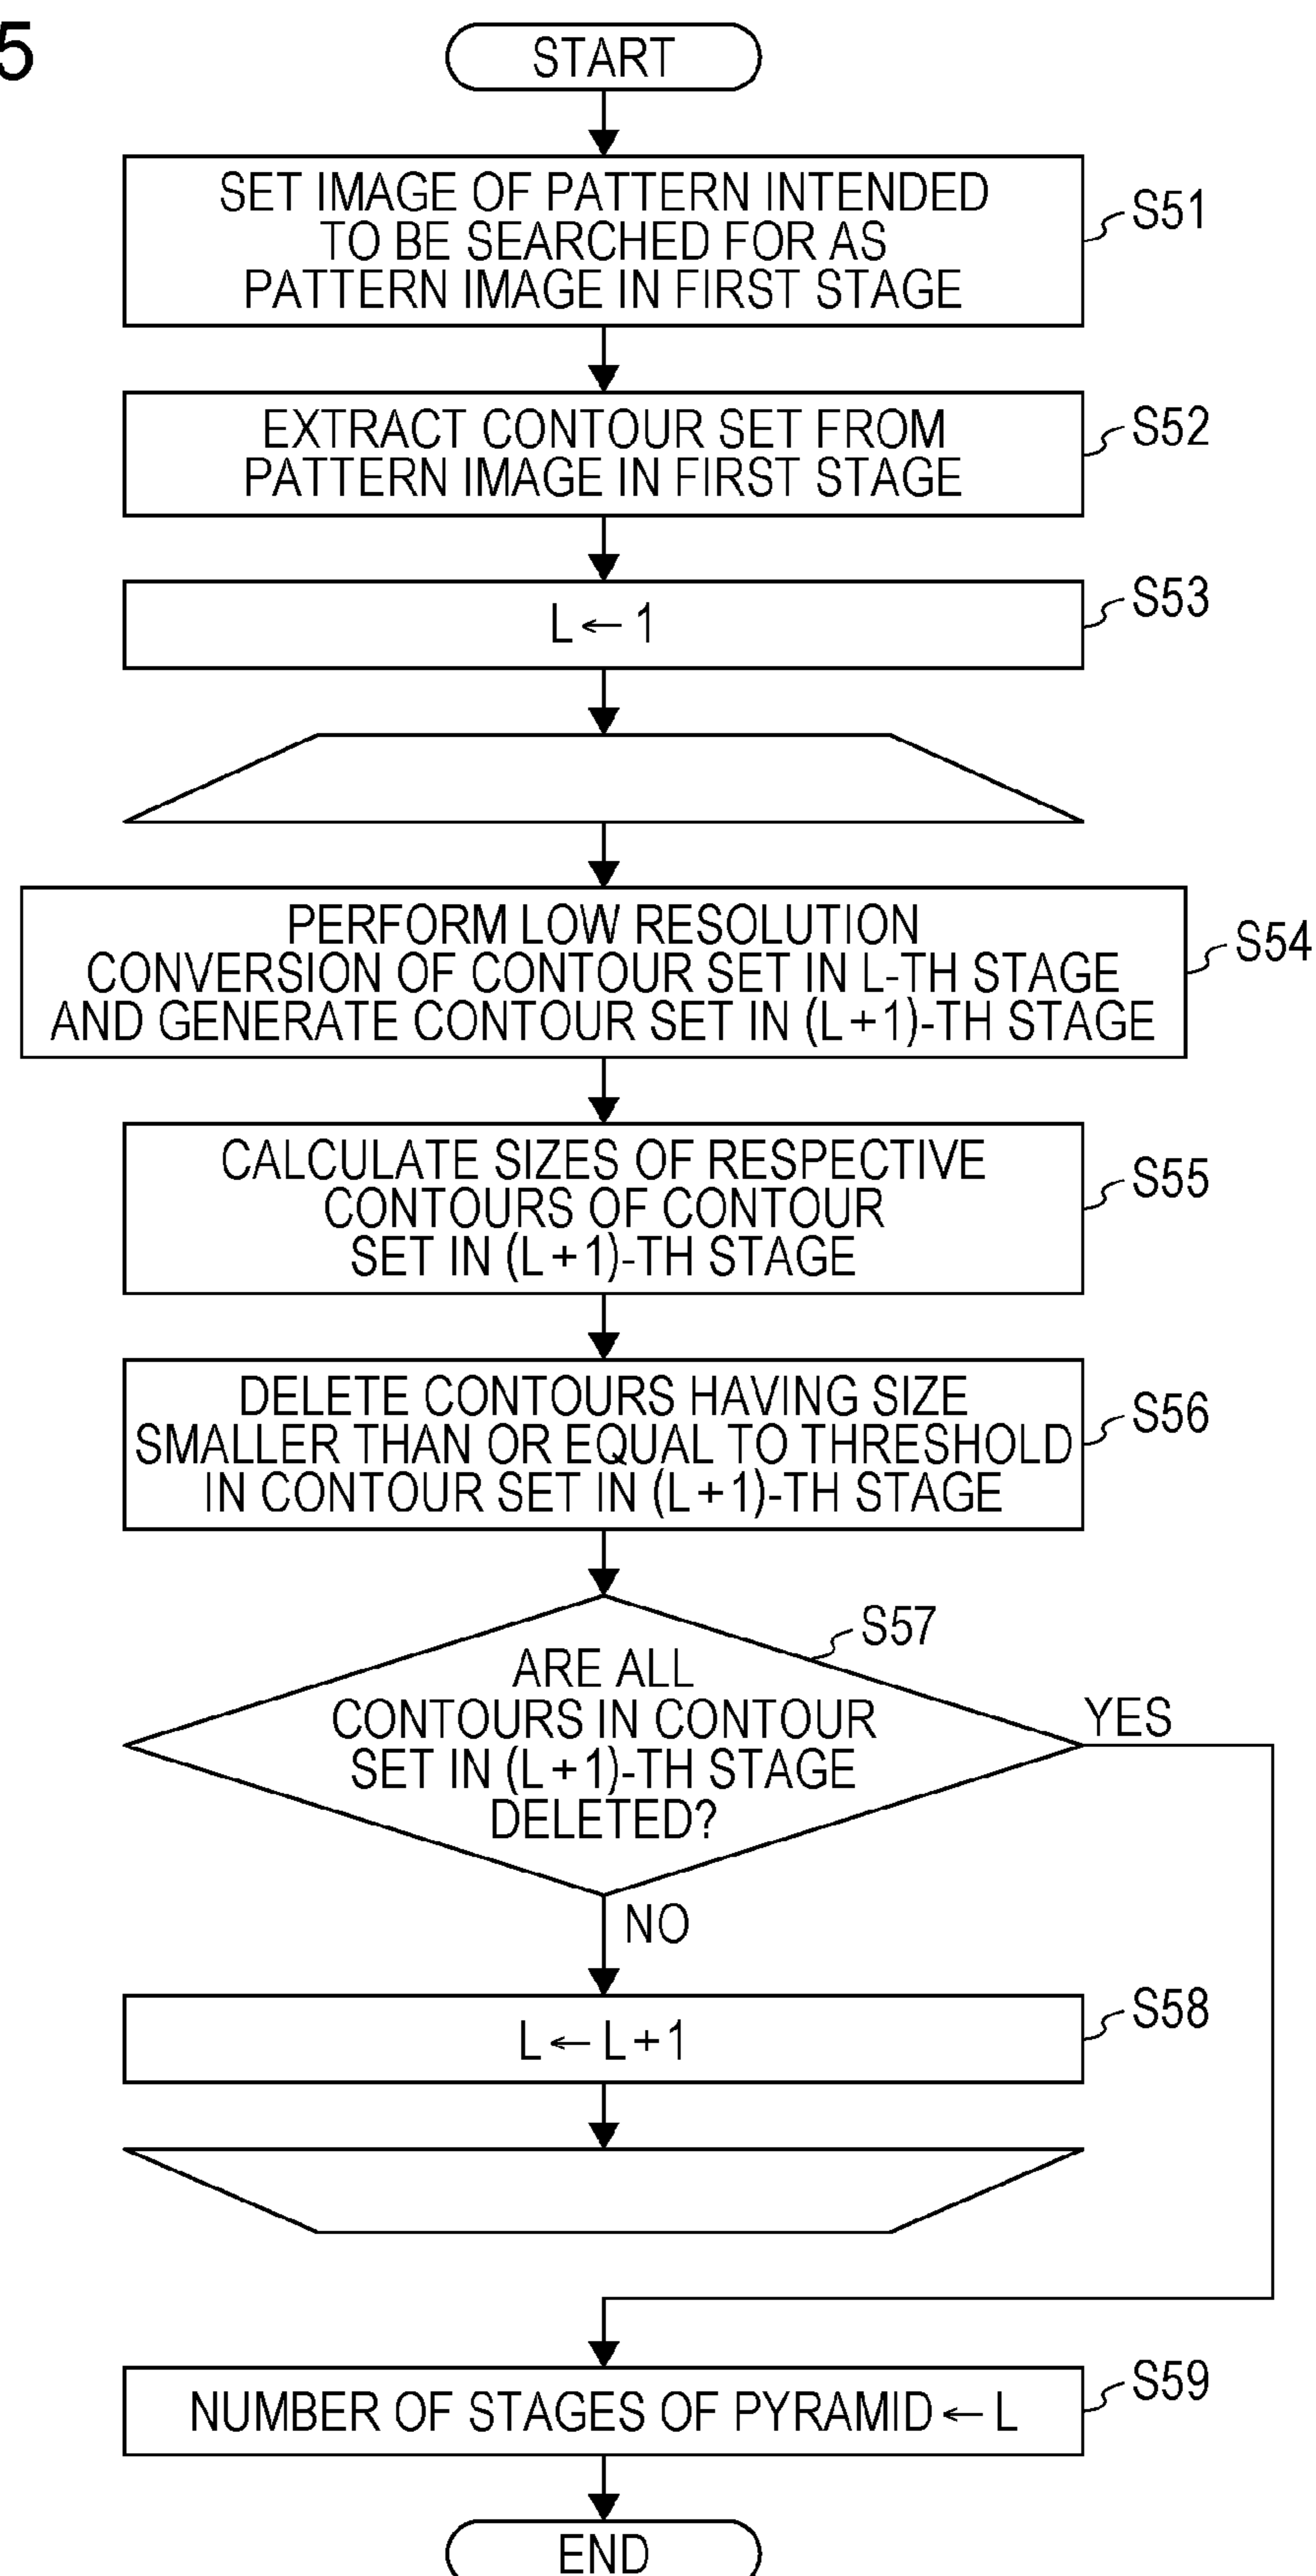 5
START
SET IMAGE OF PATTERN INTENDED
TO BE SEARCHED FOR AS
PATTERN IMAGE IN FIRST STAGE
S51
EXTRACT CONTOUR SET FROM
PATTERN IMAGE IN FIRST STAGE
S52
L ← 1
S53
PERFORM LOW RESOLUTION
CONVERSION OF CONTOUR SET IN L-TH STAGE
AND GENERATE CONTOUR SET IN (L+1)-TH STAGE
S54
CALCULATE SIZES OF RESPECTIVE
CONTOURS OF CONTOUR
SET IN (L+1)-TH STAGE
S55
DELETE CONTOURS HAVING SIZE
SMALLER THAN OR EQUAL TO THRESHOLD
IN CONTOUR SET IN (L+1)-TH STAGE
S56
S57
ARE ALL
CONTOURS IN CONTOUR
SET IN (L+1)-TH STAGE
DELETED?
YES
NO
L ← L+1
S58
NUMBER OF STAGES OF PYRAMID ← L
S59
END